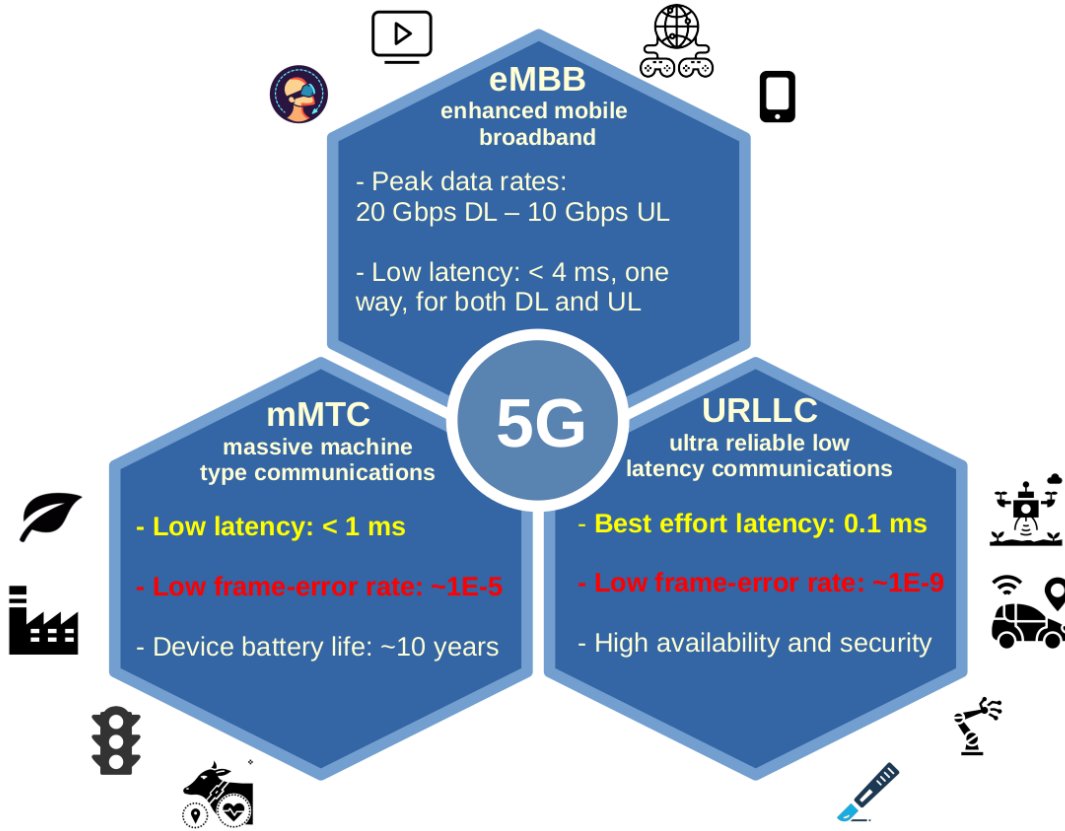 eMBB
enhanced mobile
broadband
- Peak data rates:
20 Gbps DL – 10 Gbps UL
- Low latency: < 4 ms, one
way, for both DL and UL
5G
mMTC
massive machine
type communications
- Low latency: < 1 ms
- Low frame-error rate: ~1E-5
- Device battery life: ~10 years
URLLC
ultra reliable low
latency communications
- Best effort latency: 0.1 ms
- Low frame-error rate: ~1E-9
- High availability and security